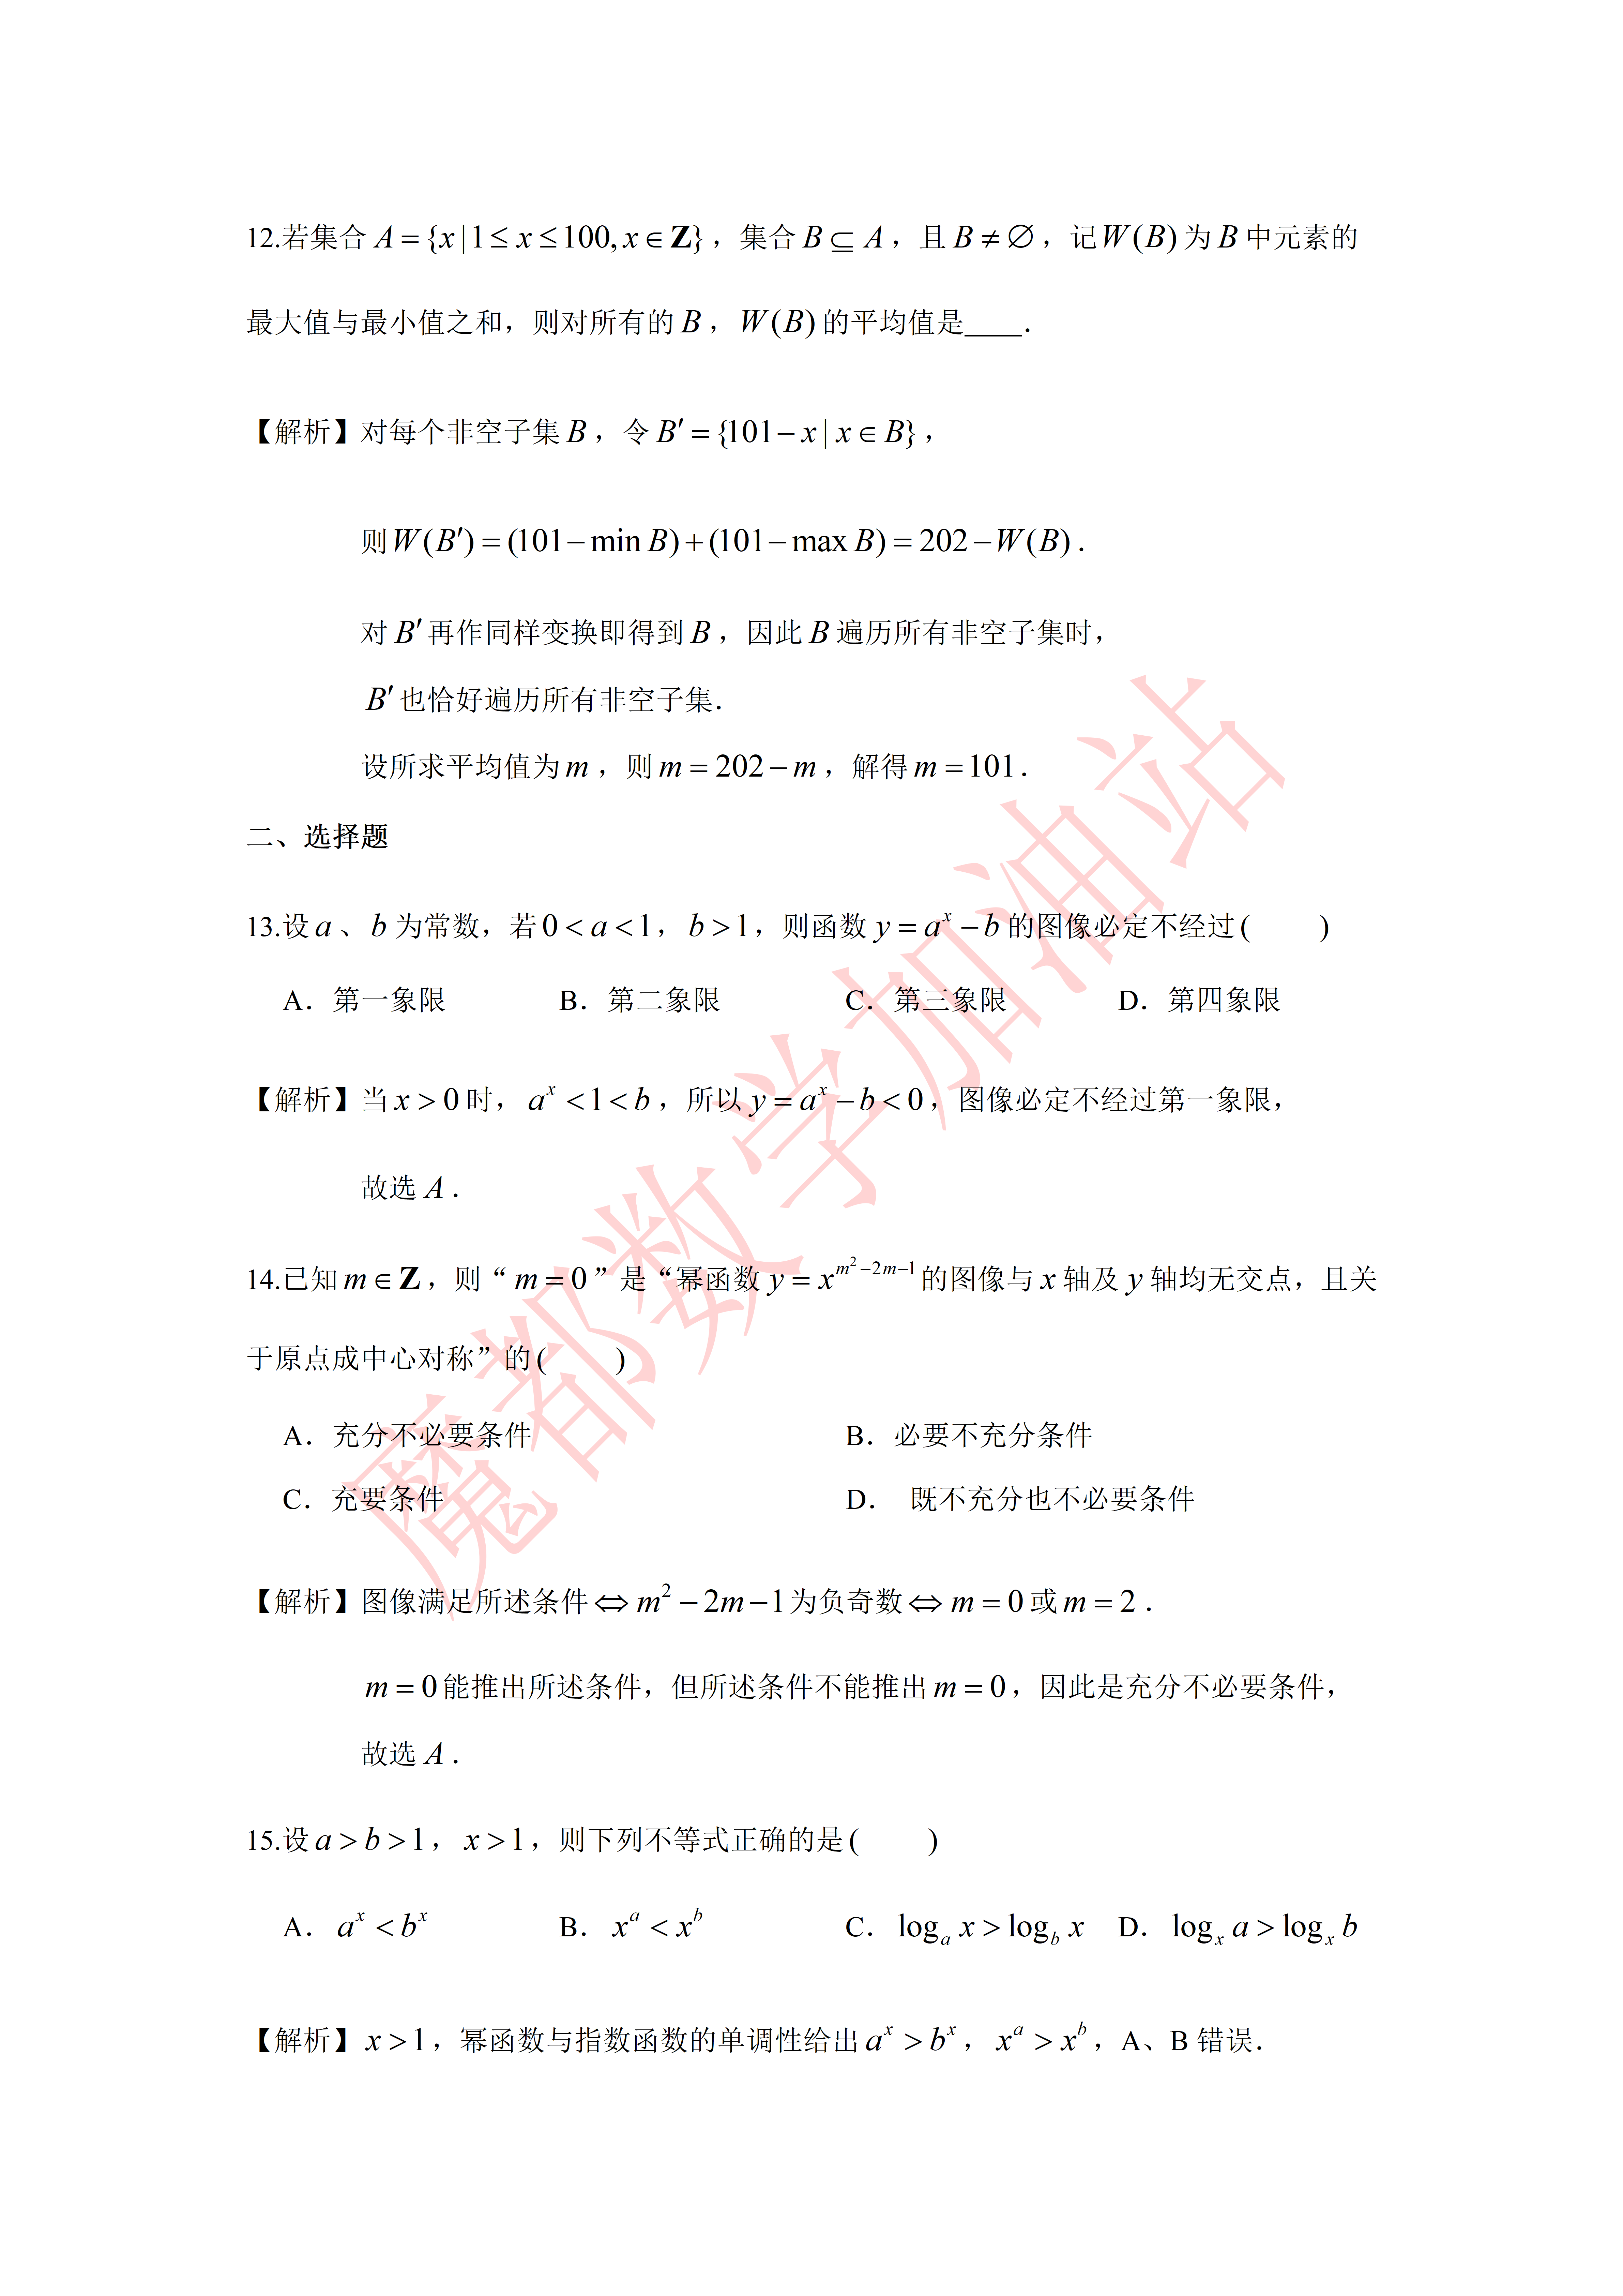 12.若集合 A = {x | 1 ≤ x ≤ 100, x ∈ Z}，集合 B ⊆ A，且 B ≠ ∅，记 W(B) 为 B 中元素的
最大值与最小值之和，则对所有的 B，W(B) 的平均值是____．
【解析】对每个非空子集 B，令 B′ = {101 − x | x ∈ B}，
则 W(B′) = (101 − min B) + (101 − max B) = 202 − W(B)．
对 B′ 再作同样变换即得到 B，因此 B 遍历所有非空子集时，
B′ 也恰好遍历所有非空子集．
设所求平均值为 m，则 m = 202 − m，解得 m = 101．
二、选择题
13.设 a、b 为常数，若 0 < a < 1，b > 1，则函数 y = a^x − b 的图像必定不经过(    )
A．第一象限 B．第二象限 C．第三象限 D．第四象限
【解析】当 x > 0 时，a^x < 1 < b，所以 y = a^x − b < 0，图像必定不经过第一象限，
故选 A．
14.已知 m ∈ Z，则“m = 0”是“幂函数 y = x^(m²−2m−1) 的图像与 x 轴及 y 轴均无交点，且关
于原点成中心对称”的(    )
A．充分不必要条件 B．必要不充分条件
C．充要条件 D． 既不充分也不必要条件
【解析】图像满足所述条件 ⇔ m² − 2m − 1 为负奇数 ⇔ m = 0 或 m = 2．
m = 0 能推出所述条件，但所述条件不能推出 m = 0，因此是充分不必要条件，
故选 A．
15.设 a > b > 1，x > 1，则下列不等式正确的是(    )
A．a^x < b^x B．x^a < x^b C．log_a x > log_b x D．log_x a > log_x b
【解析】x > 1，幂函数与指数函数的单调性给出 a^x > b^x，x^a > x^b，A、B 错误．
魔都数学加油站